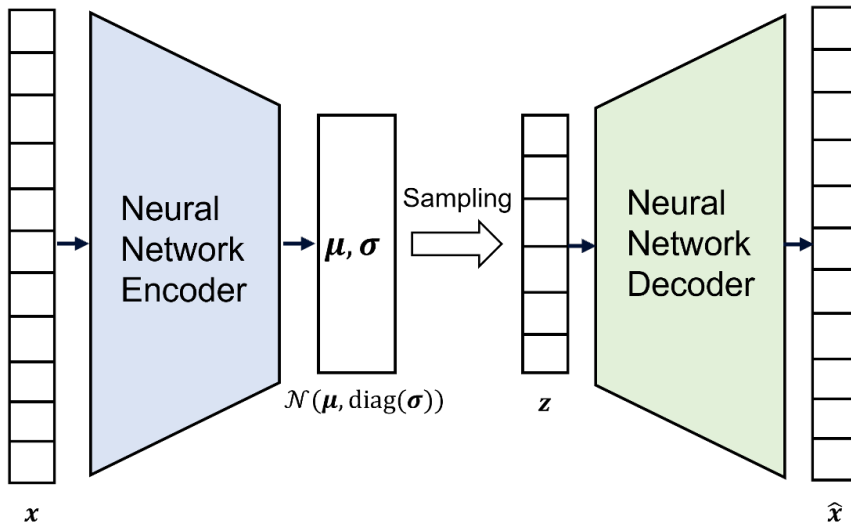 Neural
Network
Encoder
μ, σ
Sampling
Neural
Network
Decoder
𝒩(μ, diag(σ))
z
x
x̂